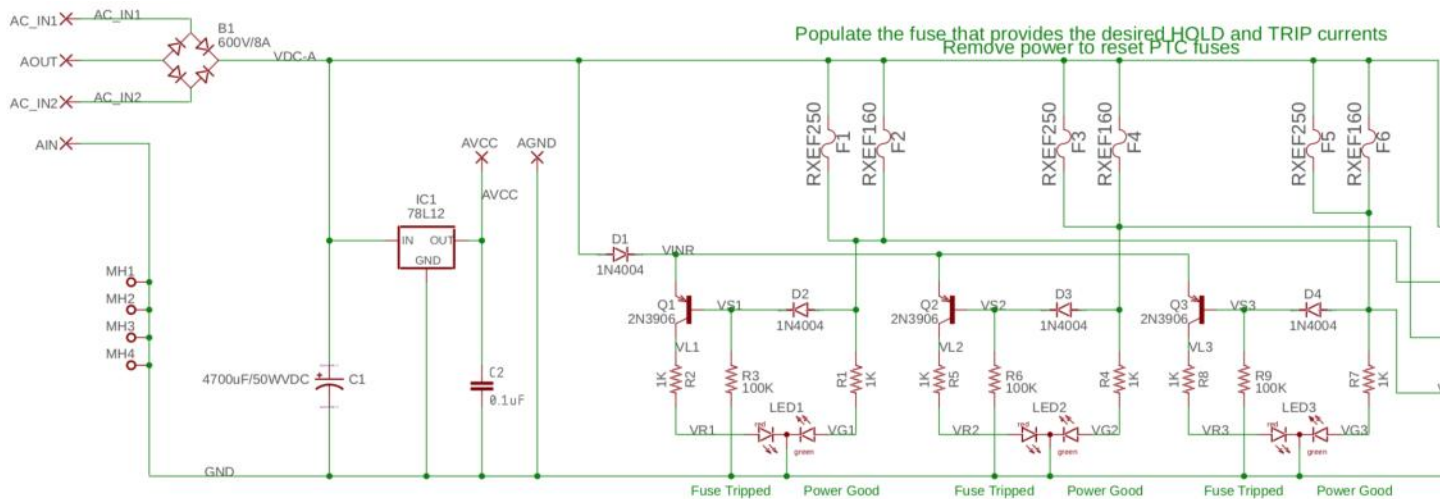 Populate the fuse that provides the desired HOLD and TRIP currents
Remove power to reset PTC fuses
AC_IN1
AC_IN1
B1
600V/8A
AOUT
VDC-A
AC_IN2
AC_IN2
AIN
AVCC
AGND
AVCC
RXEF250
F1
RXEF160
F2
RXEF250
F3
RXEF160
F4
RXEF250
F5
RXEF160
F6
IC1
78L12
IN
OUT
GND
D1
1N4004
VINR
MH1
MH2
MH3
MH4
Q1
2N3906
VS1
D2
1N4004
Q2
2N3906
VS2
D3
1N4004
Q3
2N3906
VS3
D4
1N4004
VL1
VL2
VL3
4700uF/50WVDC
+
C1
C2
0.1uF
1K
R2
R3
100K
R1
1K
1K
R5
R6
100K
R4
1K
1K
R8
R9
100K
R7
1K
LED1
LED2
LED3
VR1
red
green
VG1
VR2
red
green
VG2
VR3
red
green
VG3
GND
Fuse Tripped
Power Good
Fuse Tripped
Power Good
Fuse Tripped
Power Good